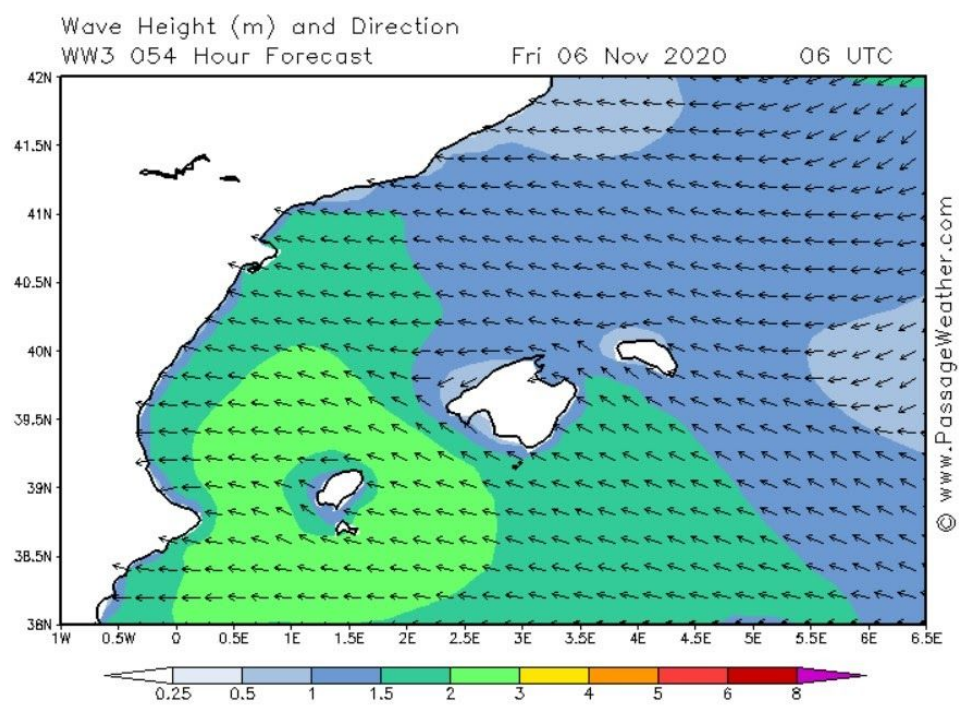 Wave Height (m) and Direction
WW3 054 Hour Forecast Fri 06 Nov 2020 06 UTC
42N
41.5N
41N
40.5N
40N
39.5N
39N
38.5N
38N
1W 0.5W 0 0.5E 1E 1.5E 2E 2.5E 3E 3.5E 4E 4.5E 5E 5.5E 6E 6.5E
0.25 0.5 1 1.5 2 3 4 5 6 8
© www.PassageWeather.com